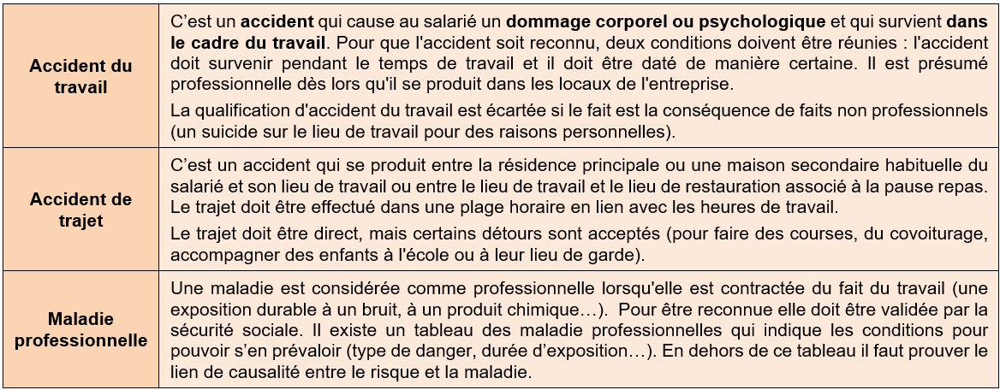 Accident du
travail
C’est un accident qui cause au salarié un dommage corporel ou psychologique et qui survient dans
le cadre du travail. Pour que l'accident soit reconnu, deux conditions doivent être réunies : l'accident
doit survenir pendant le temps de travail et il doit être daté de manière certaine. Il est présumé
professionnelle dès lors qu'il se produit dans les locaux de l'entreprise.
La qualification d'accident du travail est écartée si le fait est la conséquence de faits non professionnels
(un suicide sur le lieu de travail pour des raisons personnelles).
Accident de
trajet
C’est un accident qui se produit entre la résidence principale ou une maison secondaire habituelle du
salarié et son lieu de travail ou entre le lieu de travail et le lieu de restauration associé à la pause repas.
Le trajet doit être effectué dans une plage horaire en lien avec les heures de travail.
Le trajet doit être direct, mais certains détours sont acceptés (pour faire des courses, du covoiturage,
accompagner des enfants à l'école ou à leur lieu de garde).
Maladie
professionnelle
Une maladie est considérée comme professionnelle lorsqu'elle est contractée du fait du travail (une
exposition durable à un bruit, à un produit chimique…). Pour être reconnue elle doit être validée par la
sécurité sociale. Il existe un tableau des maladie professionnelles qui indique les conditions pour
pouvoir s’en prévaloir (type de danger, durée d’exposition…). En dehors de ce tableau il faut prouver le
lien de causalité entre le risque et la maladie.